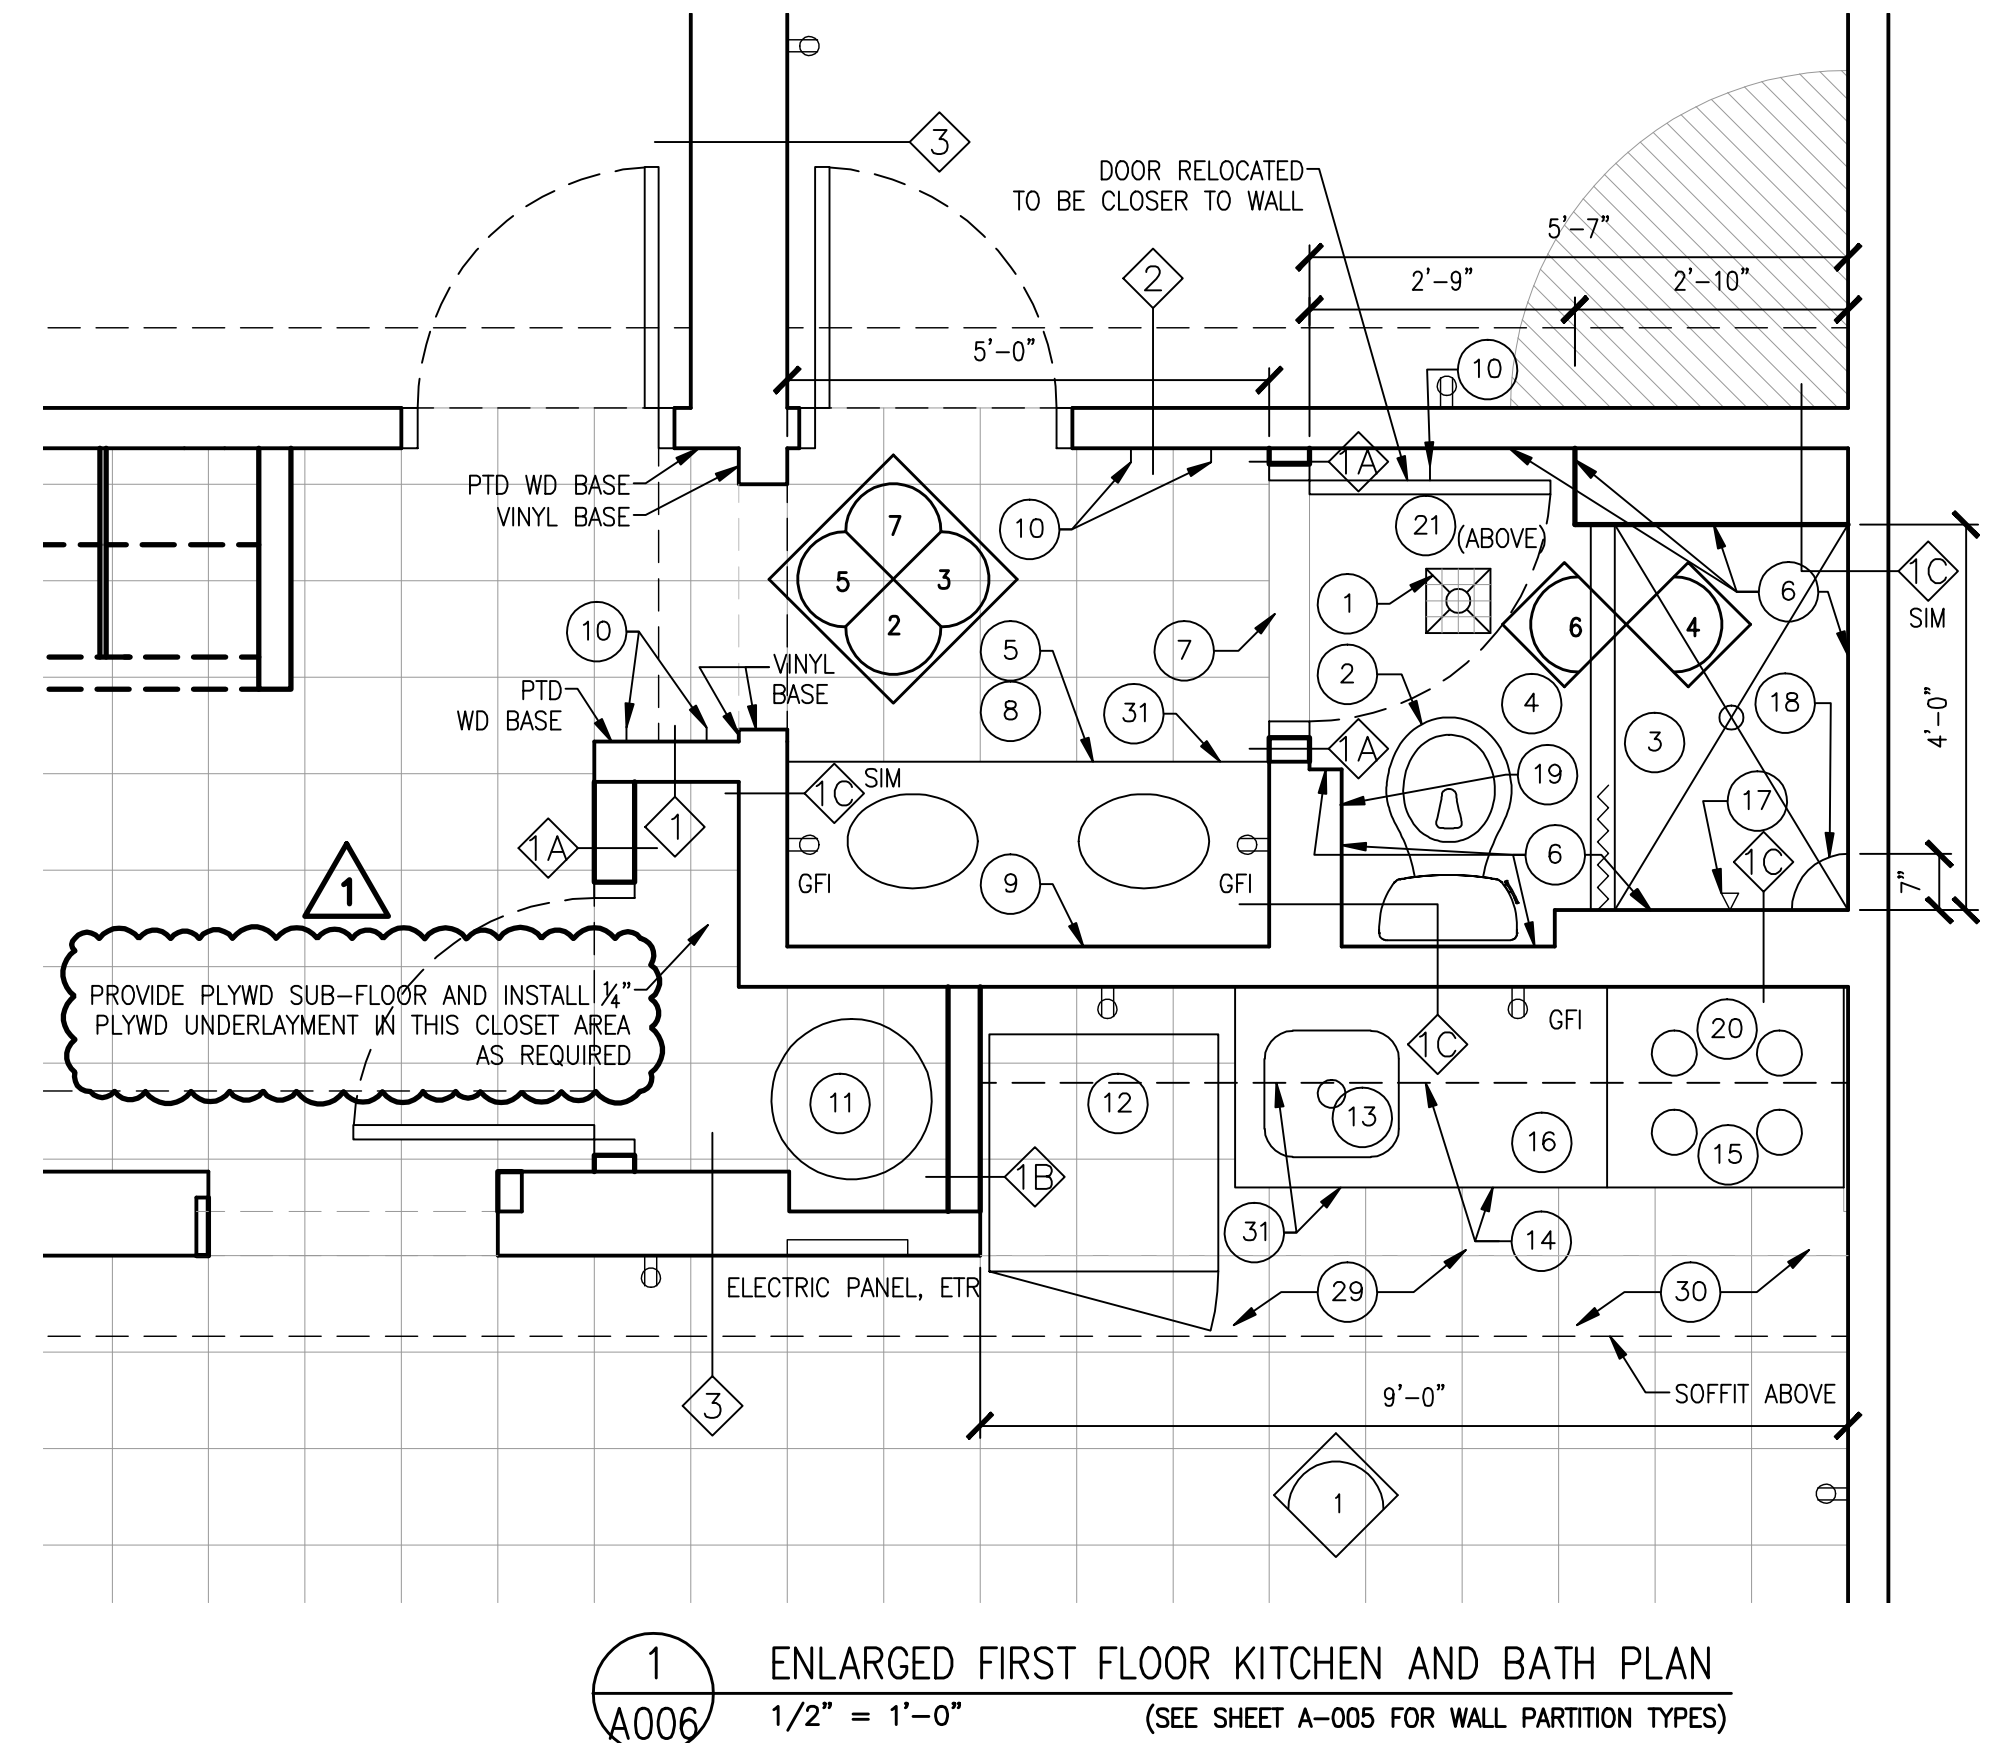 3
DOOR RELOCATED
TO BE CLOSER TO WALL
5'-7"
2
2'-9"
2'-10"
5'-0"
10
1A
PTD WD BASE
VINYL BASE
7
5
3
2
10
21
(ABOVE)
1C
SIM
6
1
6
4
10
5
7
VINYL
BASE
2
PTD
WD BASE
8
31
4
18
3
4'-0"
1A
19
SIM
1C
17
1
1A
6
1C
7"
GFI
9
GFI
1
PROVIDE PLYWD SUB-FLOOR AND INSTALL ¼"
PLYWD UNDERLAYMENT IN THIS CLOSET AREA
AS REQUIRED
GFI
20
1C
11
12
13
16
15
1B
31
14
ELECTRIC PANEL, ETR
29
30
SOFFIT ABOVE
3
9'-0"
1
1
A006
ENLARGED FIRST FLOOR KITCHEN AND BATH PLAN
1/2" = 1'-0"
(SEE SHEET A-005 FOR WALL PARTITION TYPES)